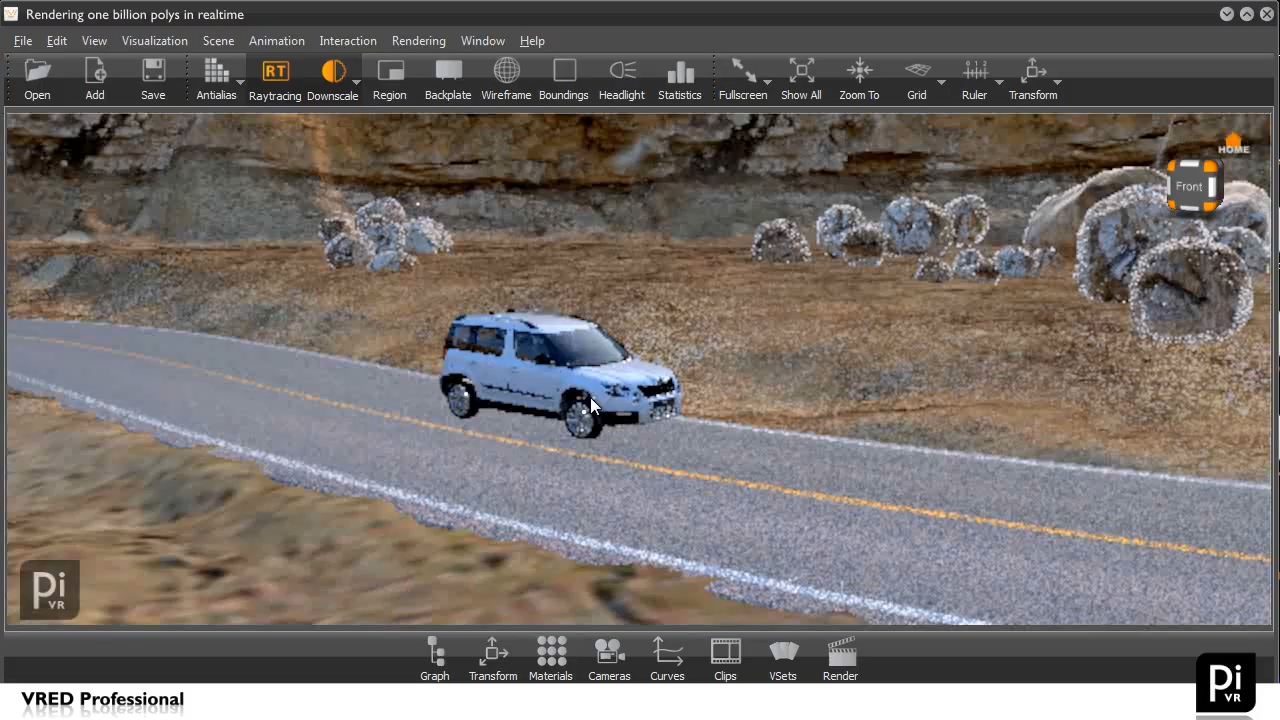 Rendering one billion polys in realtime
File Edit View Visualization Scene Animation Interaction Rendering Window Help
RT
Open Add Save Antialias Raytracing Downscale Region Backplate Wireframe Boundings Headlight Statistics Fullscreen Show All Zoom To Grid Ruler Transform
HOME
Front
Pi
VR
Graph Transform Materials Cameras Curves Clips VSets Render
VRED Professional
Pi
VR